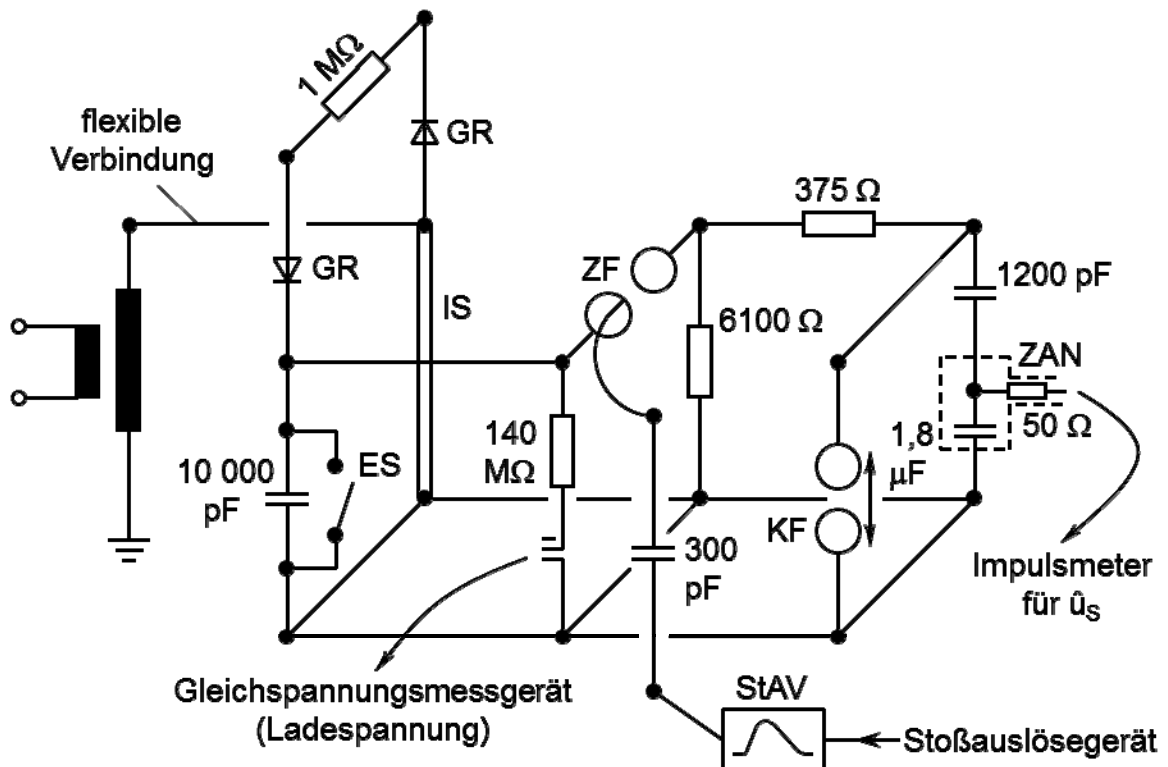 1 MΩ
GR
flexible
Verbindung
375 Ω
ZF
GR
1200 pF
IS
6100 Ω
ZAN
140
MΩ
1,8
µF
50 Ω
ES
10 000
pF
KF
300
pF
Impulsmeter
für ûS
Gleichspannungsmessgerät
(Ladespannung)
StAV
Stoßauslösegerät